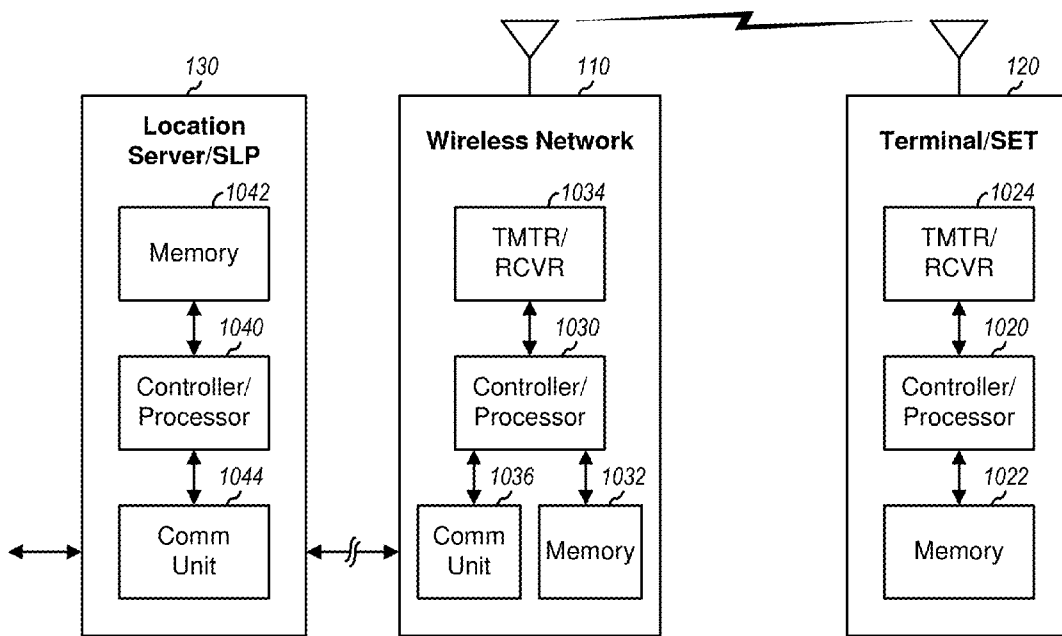 130
Location
Server/SLP
1042
Memory
1040
Controller/
Processor
1044
Comm
Unit
110
Wireless Network
1034
TMTR/
RCVR
1030
Controller/
Processor
1036
Comm
Unit
1032
Memory
120
Terminal/SET
1024
TMTR/
RCVR
1020
Controller/
Processor
1022
Memory